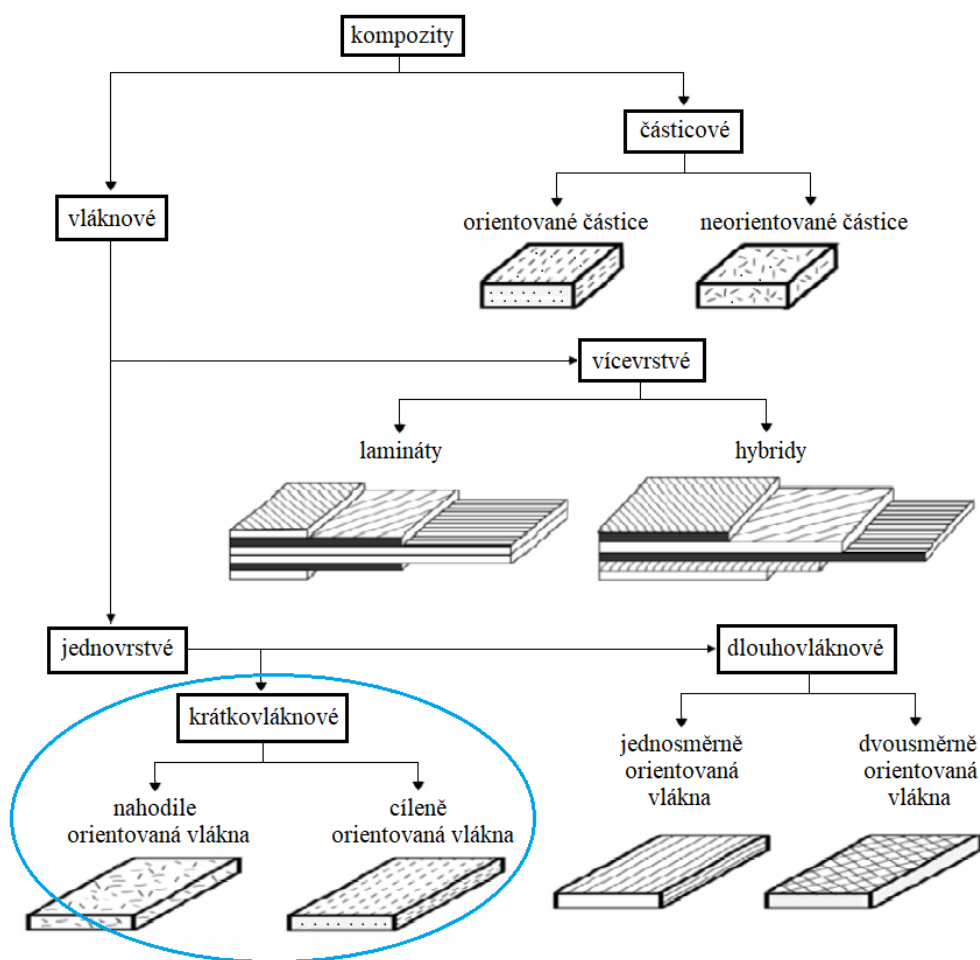 kompozity
částicové
vláknové
orientované částice
neorientované částice
vícevrstvé
lamináty
hybridy
jednovrstvé
dlouhovláknové
krátkovláknové
jednosměrně
orientovaná
vlákna
dvousměrně
orientovaná
vlákna
nahodile
orientovaná vlákna
cíleně
orientovaná vlákna